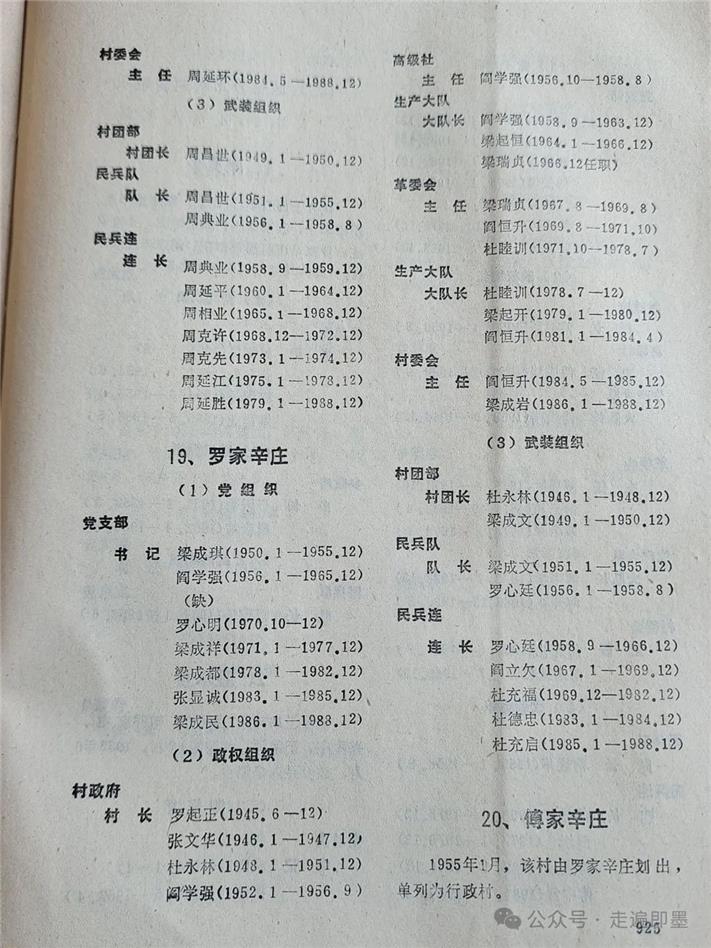 村委会
主 任 周延环(1984.5—1988.12)
(3)武装组织
村团部
村团长 周昌世(1949.1—1950.12)
民兵队
队 长 周昌世(1951.1—1955.12)
周典业(1956.1—1958.8)
民兵连
连 长 周典业(1958.9—1959.12)
周延平(1960.1—1964.12)
周相业(1965.1—1968.12)
周克许(1968.12—1972.12)
周克先(1973.1—1974.12)
周延江(1975.1—1978.12)
周延胜(1979.1—1988.12)
19、罗家辛庄
(1)党组织
党支部
书 记 梁成琪(1950.1—1955.12)
阎学强(1956.1—1965.12)
(缺)
罗心明(1970.10—12)
梁成祥(1971.1—1977.12)
梁成都(1978.1—1982.12)
张显诚(1983.1—1985.12)
梁成民(1986.1—1988.12)
(2)政权组织
村政府
村 长 罗起正(1945.6—12)
张文华(1946.1—1947.12)
杜永林(1948.1—1951.12)
阎学强(1952.1—1956.9)
高级社
主 任 阎学强(1956.10—1958.8)
生产大队
大队长 阎学强(1958.9—1963.12)
梁起恒(1964.1—1966.12)
梁瑞贞(1966.12任职)
革委会
主 任 梁瑞贞(1967.8—1969.8)
阎恒升(1969.8—1971.10)
杜睦训(1971.10—1978.7)
生产大队
大队长 杜睦训(1978.7—12)
梁起开(1979.1—1980.12)
阎恒升(1981.1—1984.4)
村委会
主 任 阎恒升(1984.5—1985.12)
梁成岩(1986.1—1988.12)
(3)武装组织
村团部
村团长 杜永林(1946.1—1948.12)
梁成文(1949.1—1950.12)
民兵队
队 长 梁成文(1951.1—1955.12)
罗心廷(1956.1—1958.8)
民兵连
连 长 罗心廷(1958.9—1966.12)
阎立欠(1967.1—1969.12)
杜充福(1969.12—1982.12)
杜德忠(1983.1—1984.12)
杜充启(1985.1—1988.12)
20、傅家辛庄
1955年1月，该村由罗家辛庄划出，
单列为行政村。
公众号·走遍即墨
925